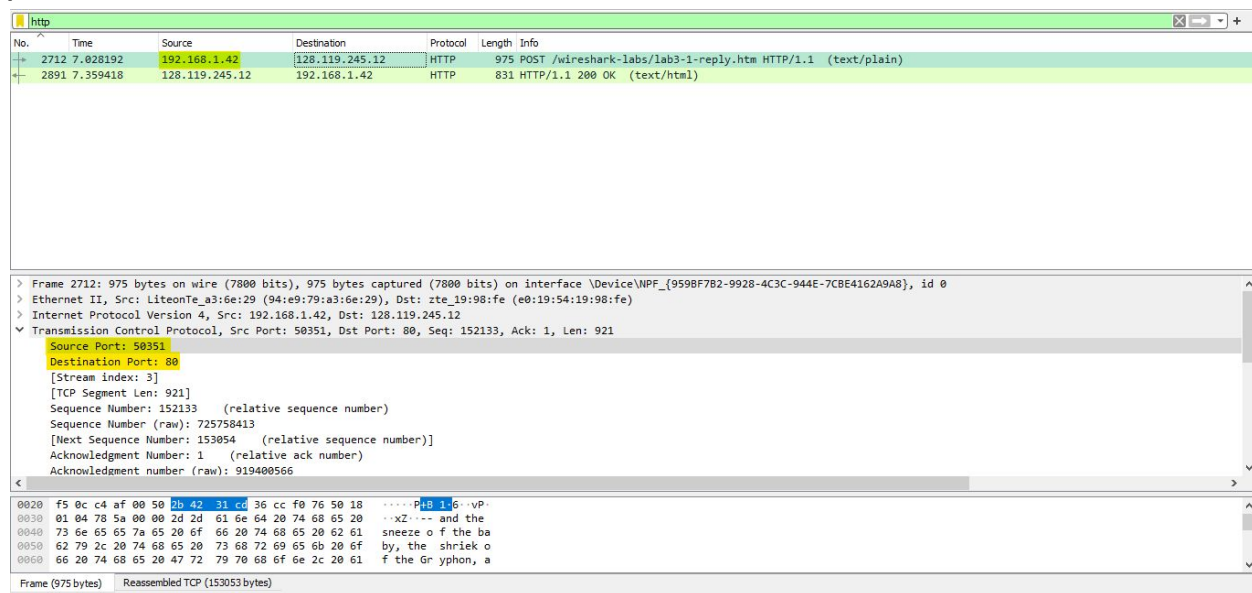 http
No. Time Source Destination Protocol Length Info
2712 7.028192 192.168.1.42 128.119.245.12 HTTP 975 POST /wireshark-labs/lab3-1-reply.htm HTTP/1.1 (text/plain)
2891 7.359418 128.119.245.12 192.168.1.42 HTTP 831 HTTP/1.1 200 OK (text/html)
> Frame 2712: 975 bytes on wire (7800 bits), 975 bytes captured (7800 bits) on interface \Device\NPF_{959BF7B2-9928-4C3C-944E-7CBE4162A9A8}, id 0
> Ethernet II, Src: LiteonTe_a3:6e:29 (94:e9:79:a3:6e:29), Dst: zte_19:98:fe (e0:19:54:19:98:fe)
> Internet Protocol Version 4, Src: 192.168.1.42, Dst: 128.119.245.12
Transmission Control Protocol, Src Port: 50351, Dst Port: 80, Seq: 152133, Ack: 1, Len: 921
Source Port: 50351
Destination Port: 80
[Stream index: 3]
[TCP Segment Len: 921]
Sequence Number: 152133 (relative sequence number)
Sequence Number (raw): 725758413
[Next Sequence Number: 153054 (relative sequence number)]
Acknowledgment Number: 1 (relative ack number)
Acknowledgment number (raw): 919400566
0020 f5 0c c4 af 00 50 2b 42 31 cd 36 cc f0 76 50 18 ·····P+B 1·6··vP·
0030 01 04 78 5a 00 00 2d 2d 61 6e 64 20 74 68 65 20 ··xZ··-- and the
0040 73 6e 65 65 7a 65 20 6f 66 20 74 68 65 20 62 61 sneeze o f the ba
0050 62 79 2c 20 74 68 65 20 73 68 72 69 65 6b 20 6f by, the shriek o
0060 66 20 74 68 65 20 47 72 79 70 68 6f 6e 2c 20 61 f the Gr yphon, a
Frame (975 bytes) Reassembled TCP (153053 bytes)